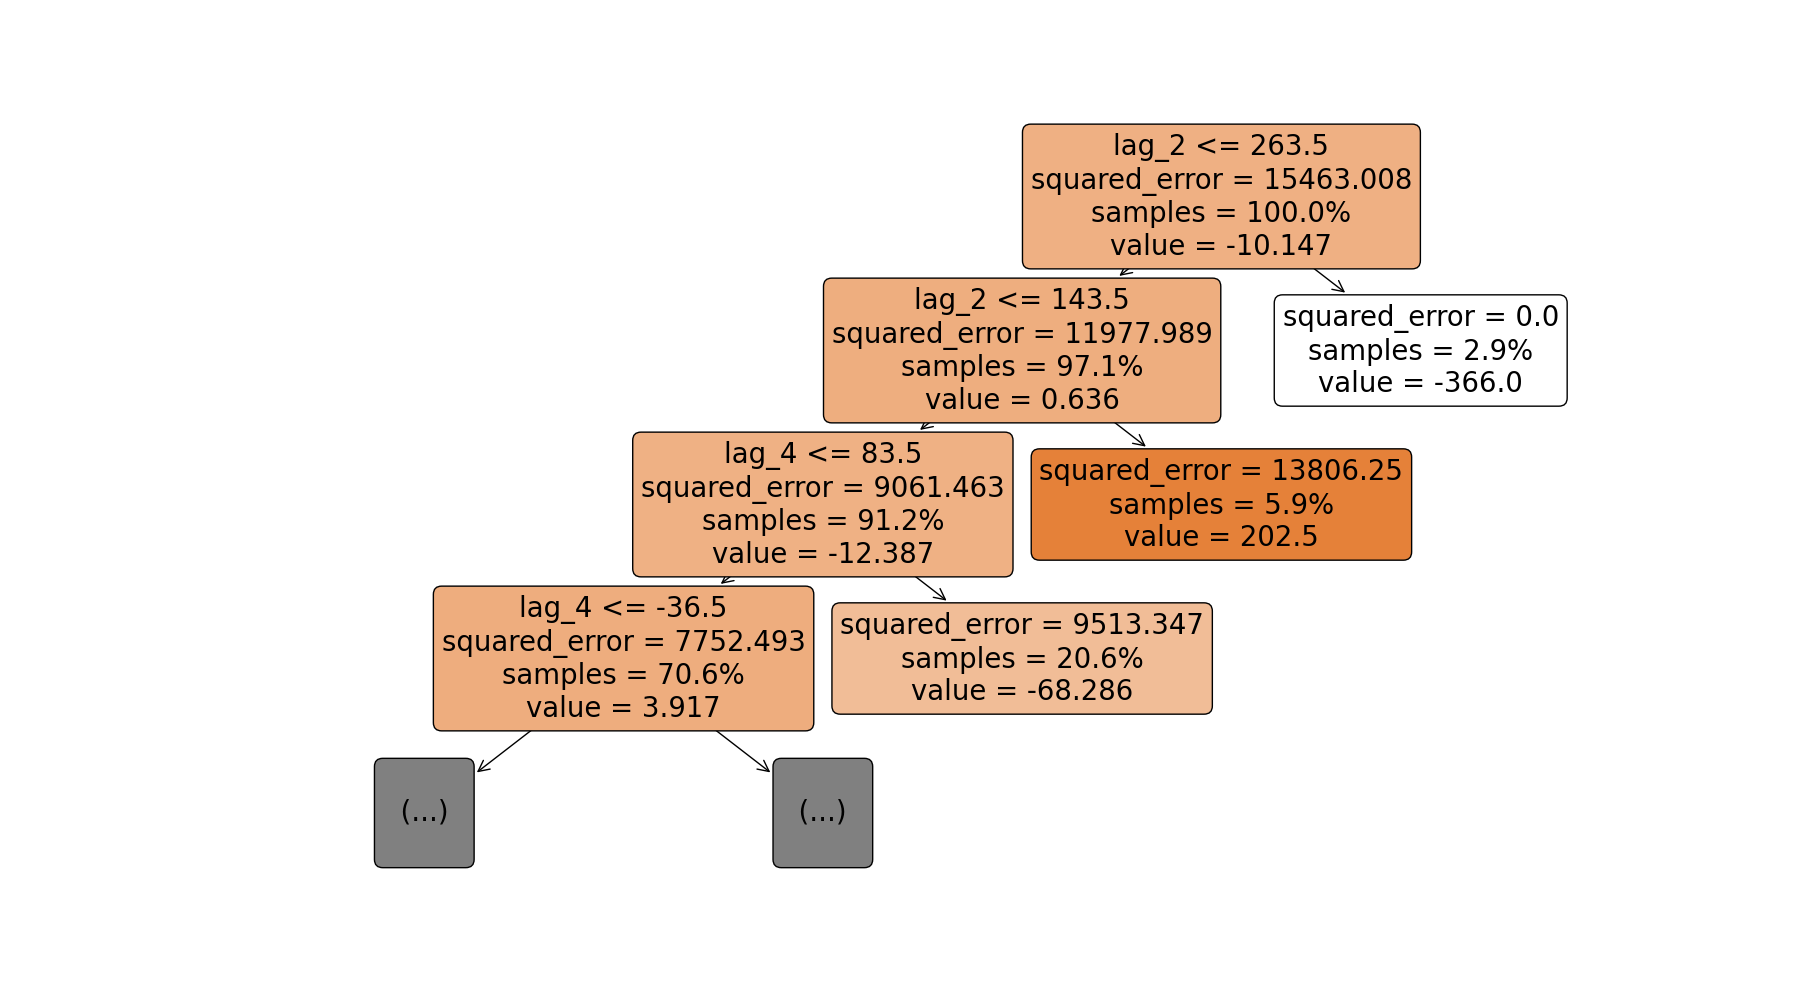 lag_2 <= 263.5
squared_error = 15463.008
samples = 100.0%
value = -10.147
lag_2 <= 143.5
squared_error = 11977.989
samples = 97.1%
value = 0.636
squared_error = 0.0
samples = 2.9%
value = -366.0
lag_4 <= 83.5
squared_error = 9061.463
samples = 91.2%
value = -12.387
squared_error = 13806.25
samples = 5.9%
value = 202.5
lag_4 <= -36.5
squared_error = 7752.493
samples = 70.6%
value = 3.917
squared_error = 9513.347
samples = 20.6%
value = -68.286
(...)
(...)